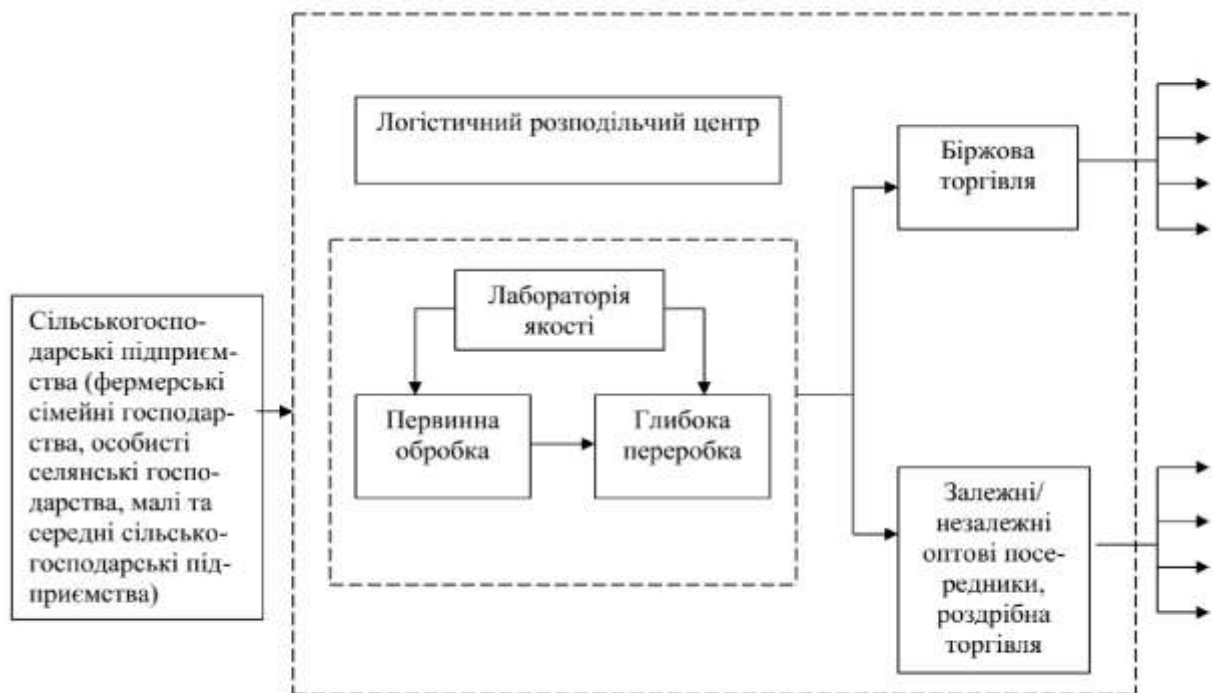 Логістичний розподільчий центр
Біржова
торгівля
Лабораторія
якості
Сільськогоспо-
дарські підприєм-
ства (фермерські
сімейні господар-
ства, особисті
селянські госпо-
дарства, малі та
середні сільсько-
господарські під-
приємства)
Первинна
обробка
Глибока
переробка
Залежні/
незалежні
оптові посе-
редники,
роздрібна
торгівля